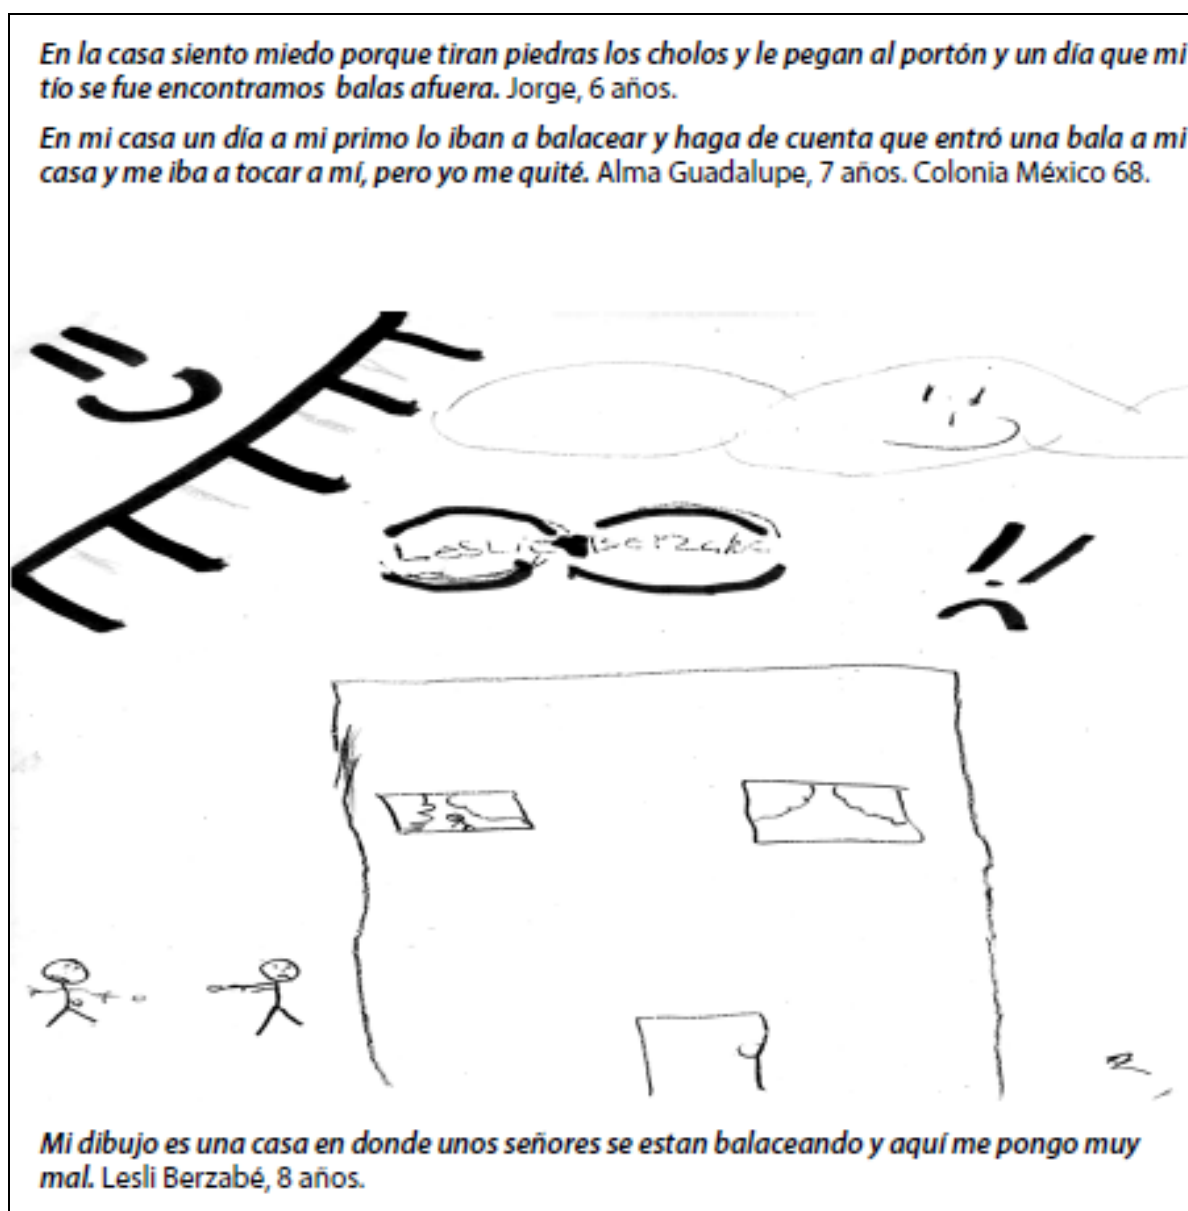 En la casa siento miedo porque tiran piedras los cholos y le pegan al portón y un día que mi
tío se fue encontramos balas afuera. Jorge, 6 años.
En mi casa un día a mi primo lo iban a balacear y haga de cuenta que entró una bala a mi
casa y me iba a tocar a mí, pero yo me quité. Alma Guadalupe, 7 años. Colonia México 68.
Leslie Berzabe
Mi dibujo es una casa en donde unos señores se estan balaceando y aquí me pongo muy
mal. Lesli Berzabé, 8 años.